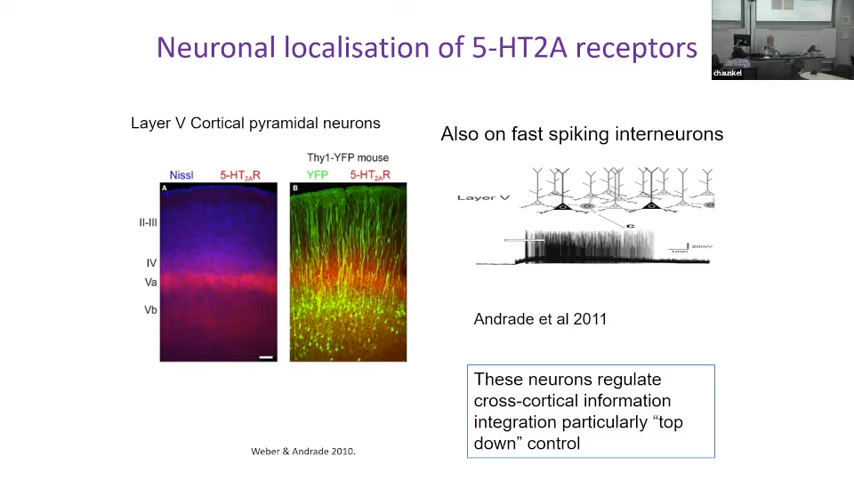 Neuronal localisation of 5-HT2A receptors
chauskel
Layer V Cortical pyramidal neurons
Also on fast spiking interneurons
Thy1-YFP mouse
Nissl 5-HT2AR YFP 5-HT2AR
A
B
II-III
IV
Va
Vb
Layer V
C
20mV
1min
Andrade et al 2011
These neurons regulate
cross-cortical information
integration particularly “top
down” control
Weber & Andrade 2010.